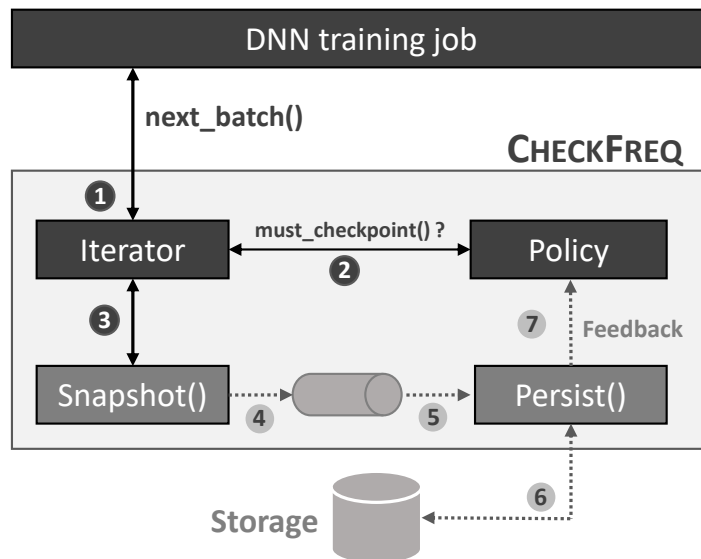 DNN training job
next_batch()
CHECKFREQ
1
Iterator
must_checkpoint() ?
2
Policy
3
7
Feedback
Snapshot()
4
5
Persist()
6
Storage